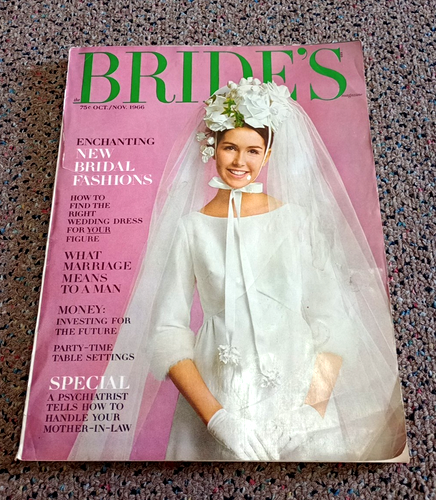 the BRIDE'S magazine
75¢ OCT./NOV. 1966
ENCHANTING
NEW
BRIDAL
FASHIONS
HOW TO
FIND THE
RIGHT
WEDDING DRESS
FOR YOUR
FIGURE
WHAT
MARRIAGE
MEANS
TO A MAN
MONEY:
INVESTING FOR
THE FUTURE
PARTY-TIME
TABLE SETTINGS
SPECIAL
A PSYCHIATRIST
TELLS HOW TO
HANDLE YOUR
MOTHER-IN-LAW